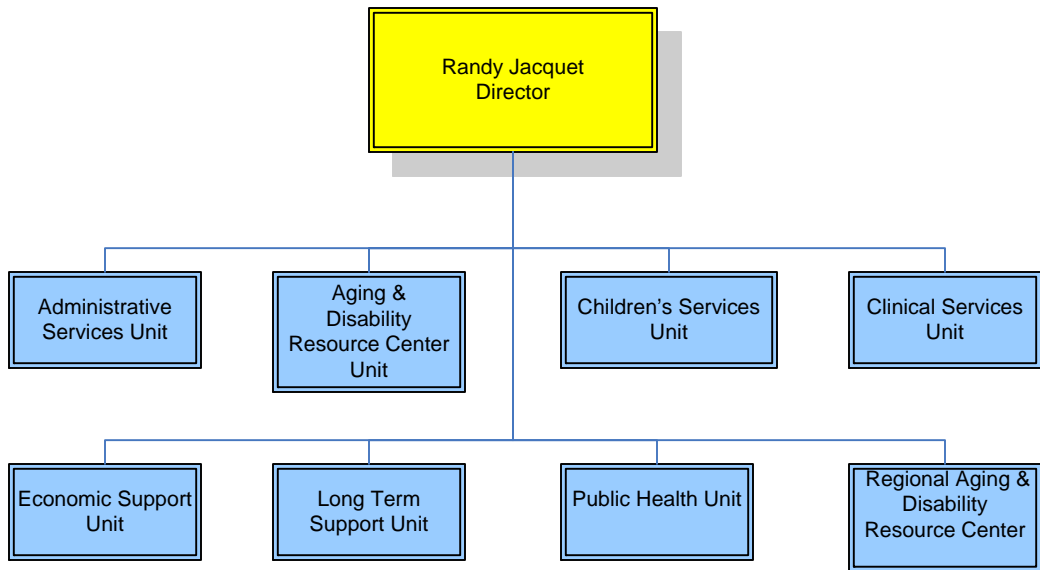 Randy Jacquet
Director
Administrative
Services Unit
Aging &
Disability
Resource Center
Unit
Children’s Services
Unit
Clinical Services
Unit
Economic Support
Unit
Long Term
Support Unit
Public Health Unit
Regional Aging &
Disability
Resource Center